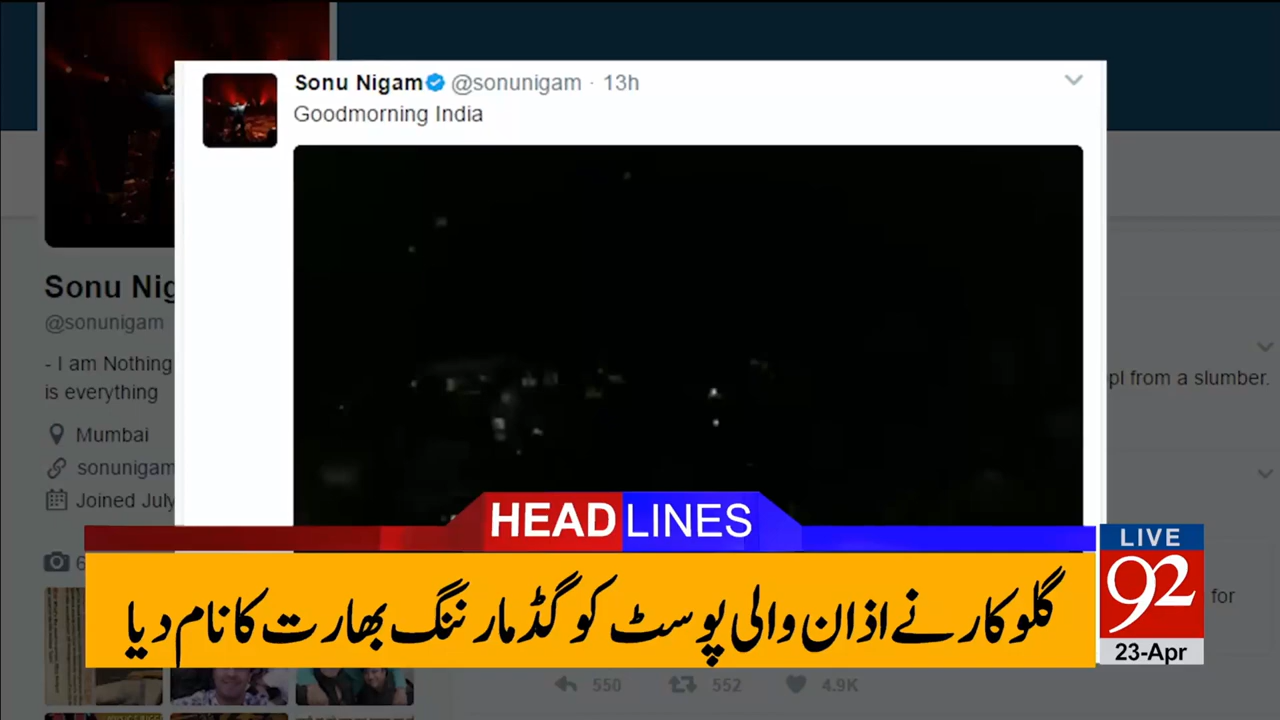 Sonu Nigam @sonunigam · 13h
Goodmorning India
Sonu Nig
@sonunigam
- I am Nothing
is everything
Mumbai
sonunigam
Joined July
6
pl from a slumber.
for
HEADLINES
گلوکار نے اذان والی پوسٹ کو گڈ مارننگ بھارت کا نام دیا
LIVE
92
23-Apr
550 552 4.9K